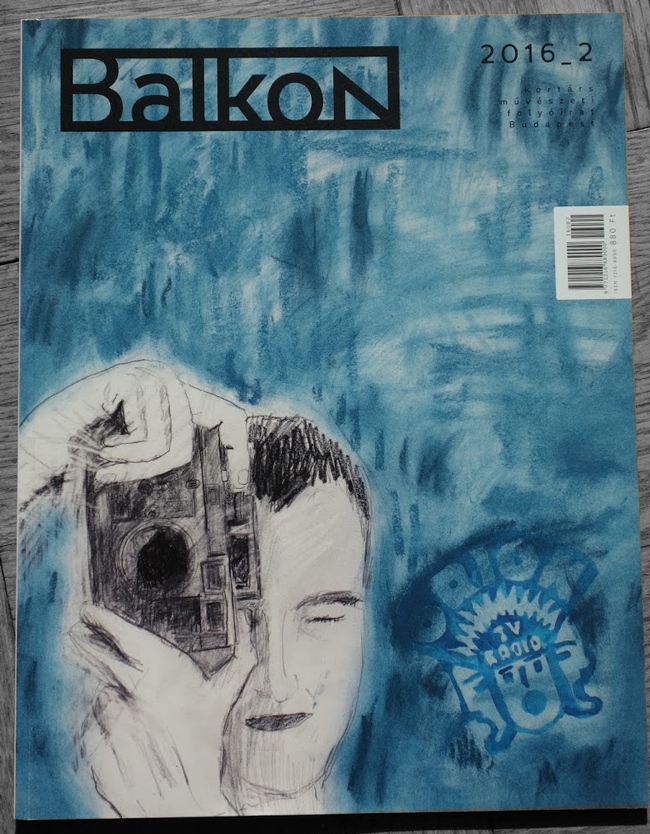 BalkoN
2016_2
kortárs
művészeti
folyóirat
Budapest
880 Ft
TV
RADIO